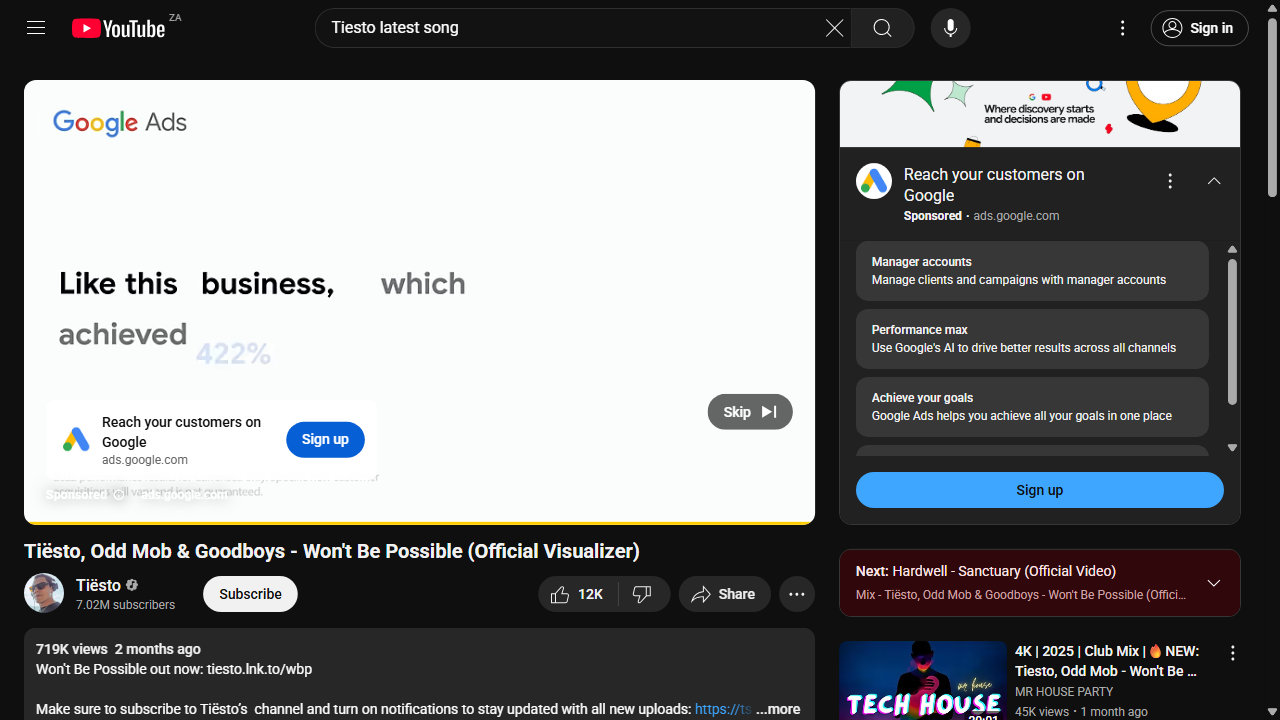 YouTube ZA
Tiesto latest song
Sign in
Google Ads
Like this business, which
achieved
422%
Reach your customers on
Google
ads.google.com
Sign up
Skip
Sponsored
ads.google.com
Where discovery starts
and decisions are made
Reach your customers on
Google
Sponsored · ads.google.com
Manager accounts
Manage clients and campaigns with manager accounts
Performance max
Use Google's AI to drive better results across all channels
Achieve your goals
Google Ads helps you achieve all your goals in one place
Sign up
Tiësto, Odd Mob & Goodboys - Won't Be Possible (Official Visualizer)
Tiësto
7.02M subscribers
Subscribe
12K
Share
719K views 2 months ago
Won't Be Possible out now: tiesto.lnk.to/wbp
Make sure to subscribe to Tiësto’s channel and turn on notifications to stay updated with all new uploads: https://ts ...more
Next: Hardwell - Sanctuary (Official Video)
Mix - Tiësto, Odd Mob & Goodboys - Won't Be Possible (Offici...
mr house
TECH HOUSE
4K | 2025 | Club Mix | 🔥 NEW:
Tiesto, Odd Mob - Won't Be ...
MR HOUSE PARTY
45K views · 1 month ago